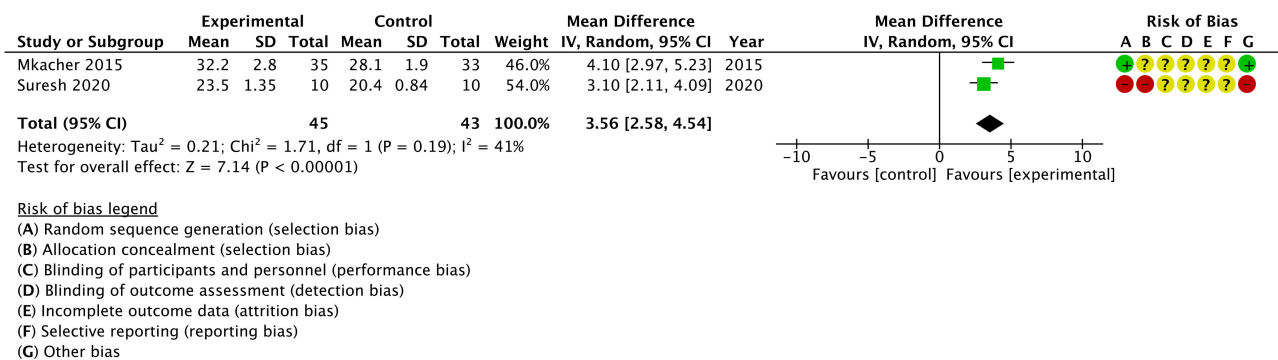 Experimental Control Mean Difference Mean Difference Risk of Bias
Study or Subgroup Mean SD Total Mean SD Total Weight IV, Random, 95% CI Year IV, Random, 95% CI A B C D E F G
Mkacher 2015 32.2 2.8 35 28.1 1.9 33 46.0% 4.10 [2.97, 5.23] 2015 + ? ? ? ? ? +
Suresh 2020 23.5 1.35 10 20.4 0.84 10 54.0% 3.10 [2.11, 4.09] 2020 – – ? ? ? ? –
Total (95% CI) 45 43 100.0% 3.56 [2.58, 4.54]
Heterogeneity: Tau² = 0.21; Chi² = 1.71, df = 1 (P = 0.19); I² = 41%
Test for overall effect: Z = 7.14 (P < 0.00001)
−10 −5 0 5 10
Favours [control] Favours [experimental]
Risk of bias legend
(A) Random sequence generation (selection bias)
(B) Allocation concealment (selection bias)
(C) Blinding of participants and personnel (performance bias)
(D) Blinding of outcome assessment (detection bias)
(E) Incomplete outcome data (attrition bias)
(F) Selective reporting (reporting bias)
(G) Other bias